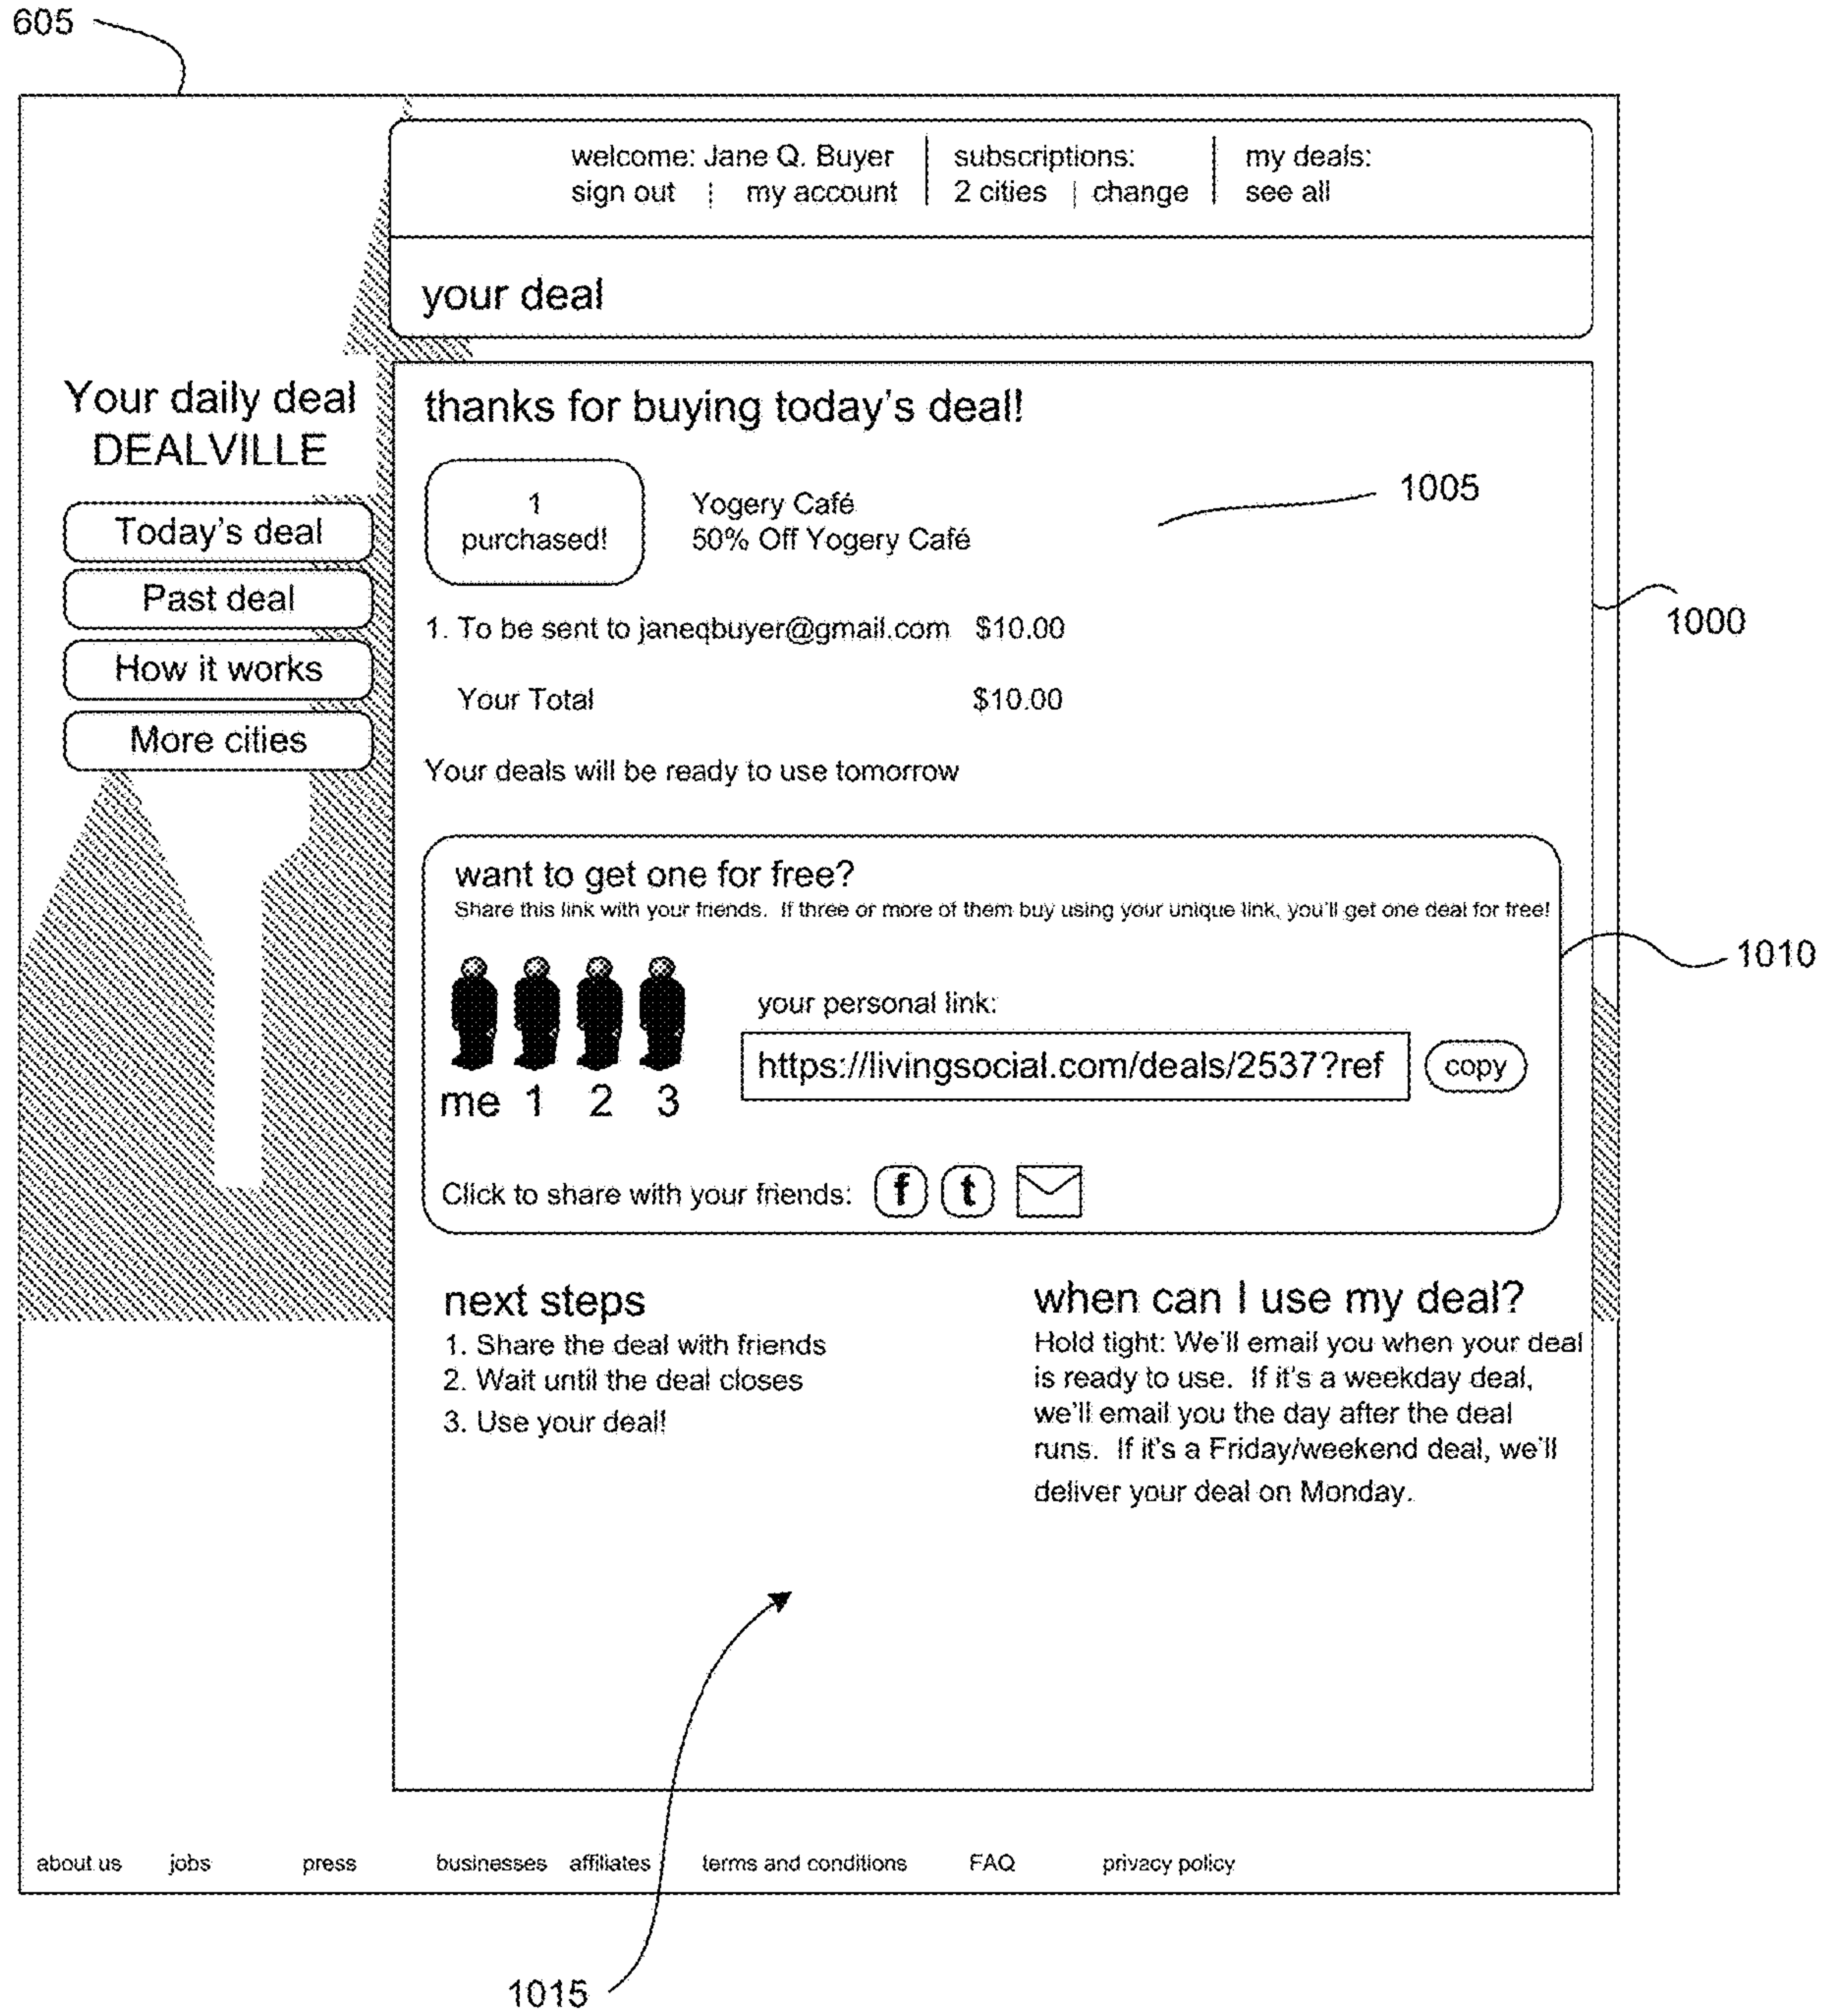 605
welcome: Jane Q. Buyer
subscriptions:
my deals:
sign out
my account
2 cities
change
see all
your deal
Your daily deal
DEALVILLE
Today's deal
Past deal
How it works
More cities
thanks for buying today's deal!
1
purchased!
Yogery Café
50% Off Yogery Café
1005
1000
1. To be sent to janeqbuyer@gmail.com $10.00
Your Total $10.00
Your deals will be ready to use tomorrow
want to get one for free?
Share this link with your friends. If three or more of them buy using your unique link, you'll get one deal for free!
1010
me 1 2 3
your personal link:
https://livingsocial.com/deals/2537?ref
copy
Click to share with your friends:
f
t
next steps
1. Share the deal with friends
2. Wait until the deal closes
3. Use your deal!
when can I use my deal?
Hold tight: We'll email you when your deal
is ready to use. If it's a weekday deal,
we'll email you the day after the deal
runs. If it's a Friday/weekend deal, we'll
deliver your deal on Monday.
about us
jobs
press
businesses
affiliates
terms and conditions
FAQ
privacy policy
1015